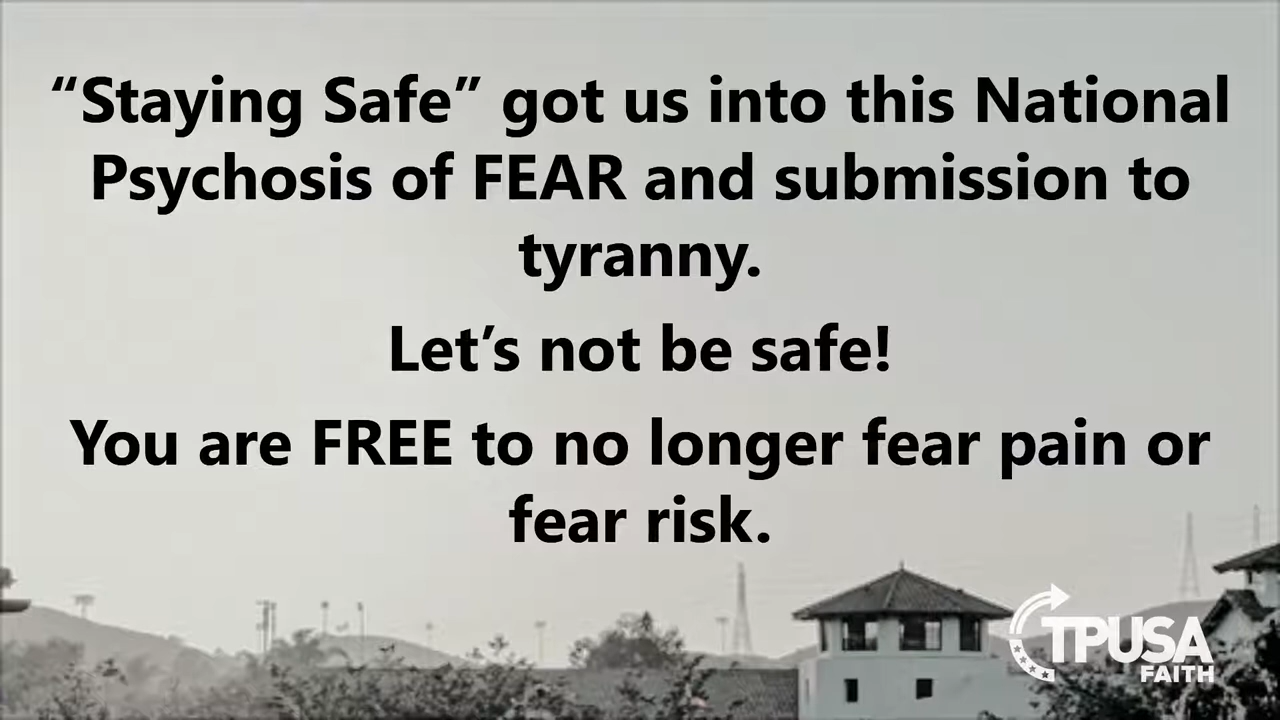 “Staying Safe” got us into this National
Psychosis of FEAR and submission to
tyranny.
Let’s not be safe!
You are FREE to no longer fear pain or
fear risk.
TPUSA
FAITH